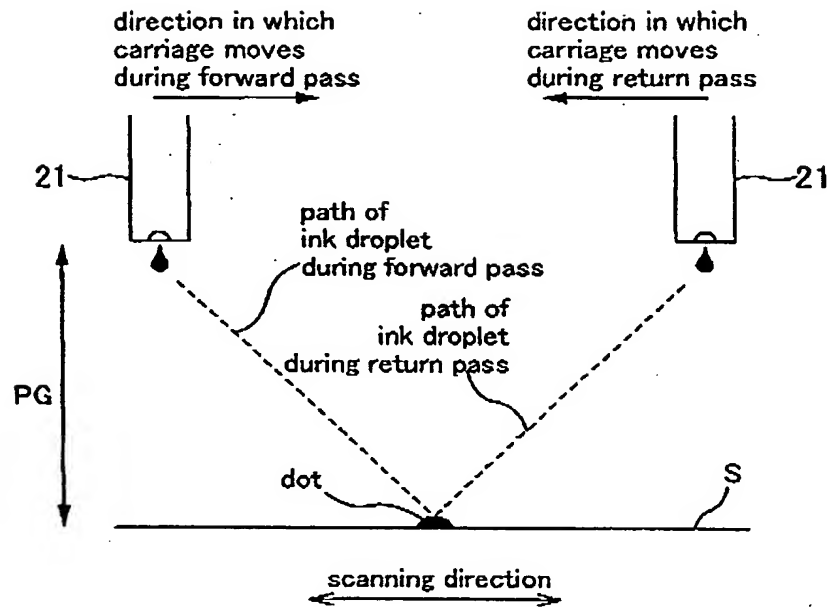 direction in which
carriage moves
during forward pass
direction in which
carriage moves
during return pass
21
21
path of
ink droplet
during forward pass
path of
ink droplet
during return pass
PG
dot
S
scanning direction